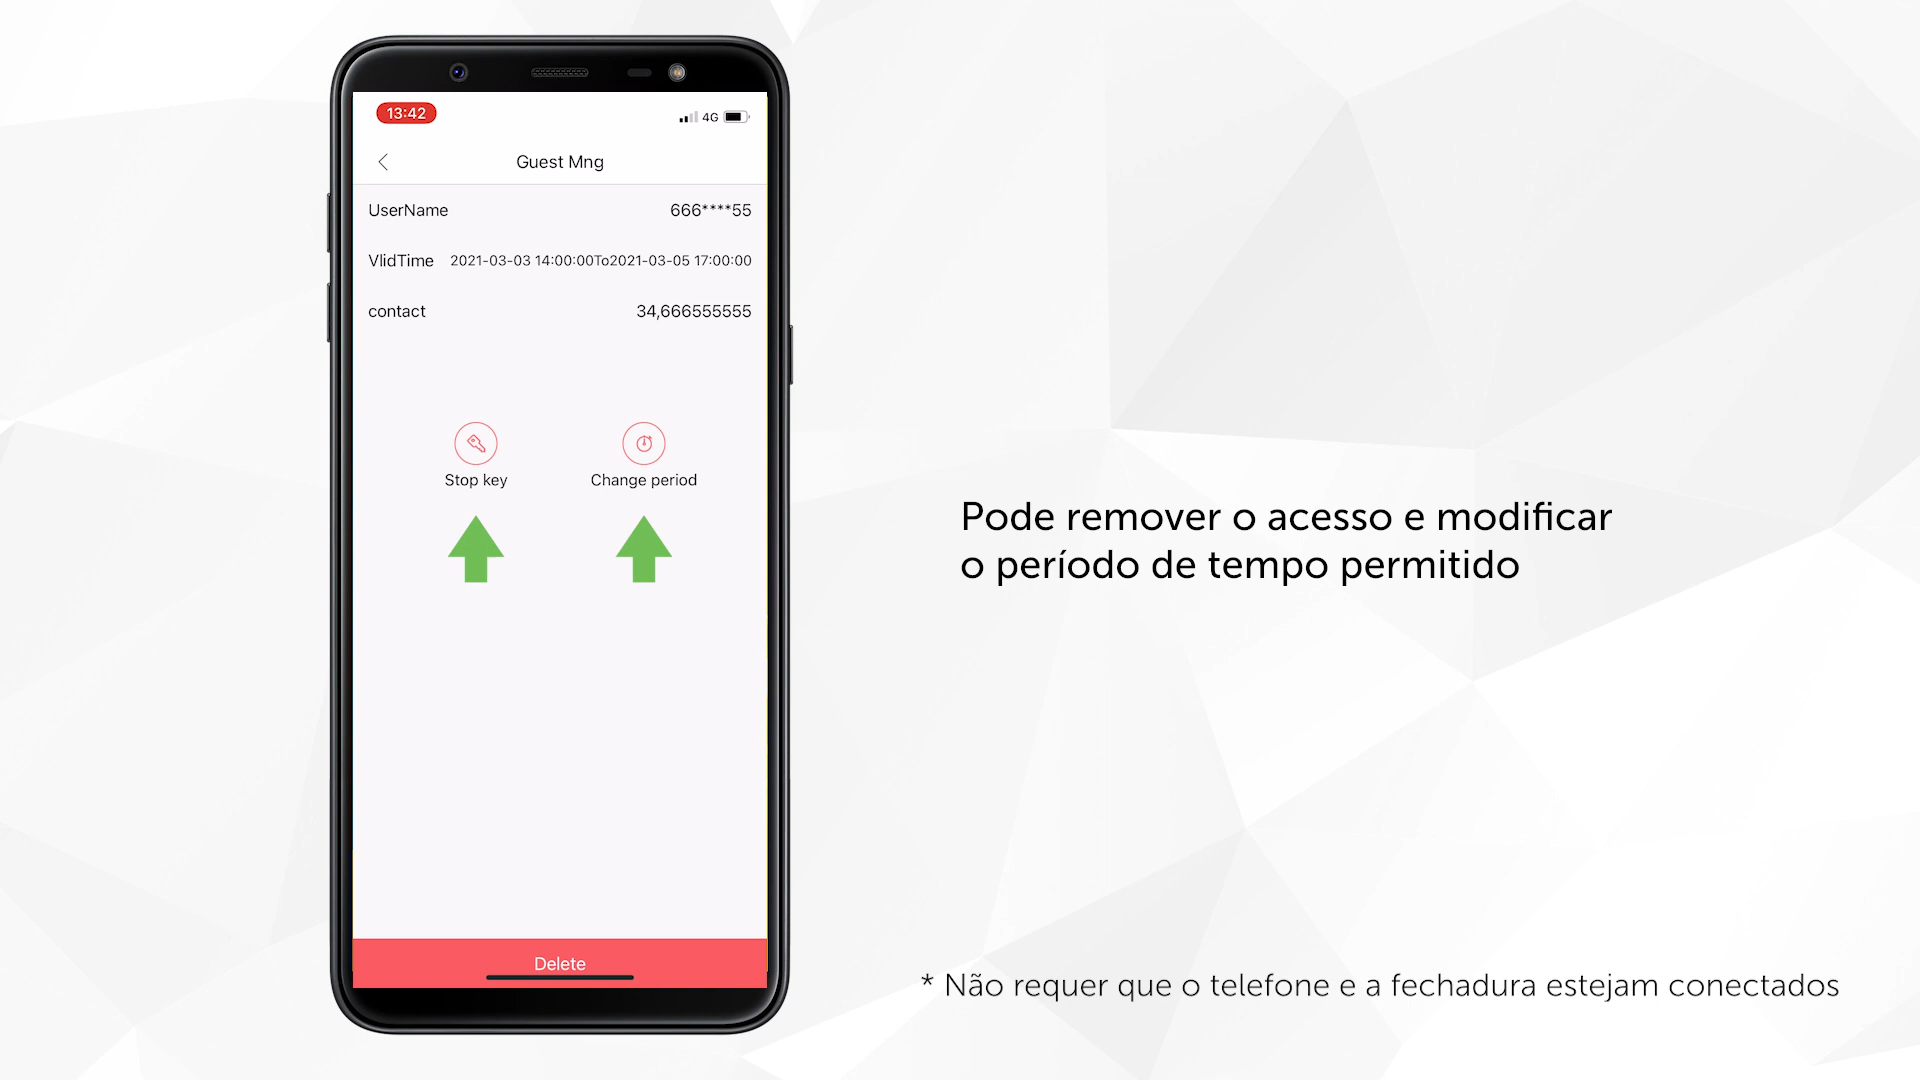 13:42
4G
Guest Mng
UserName 666****55
VlidTime 2021-03-03 14:00:00To2021-03-05 17:00:00
contact 34,666555555
Stop key Change period
Delete
Pode remover o acesso e modificar
o período de tempo permitido
* Não requer que o telefone e a fechadura estejam conectados